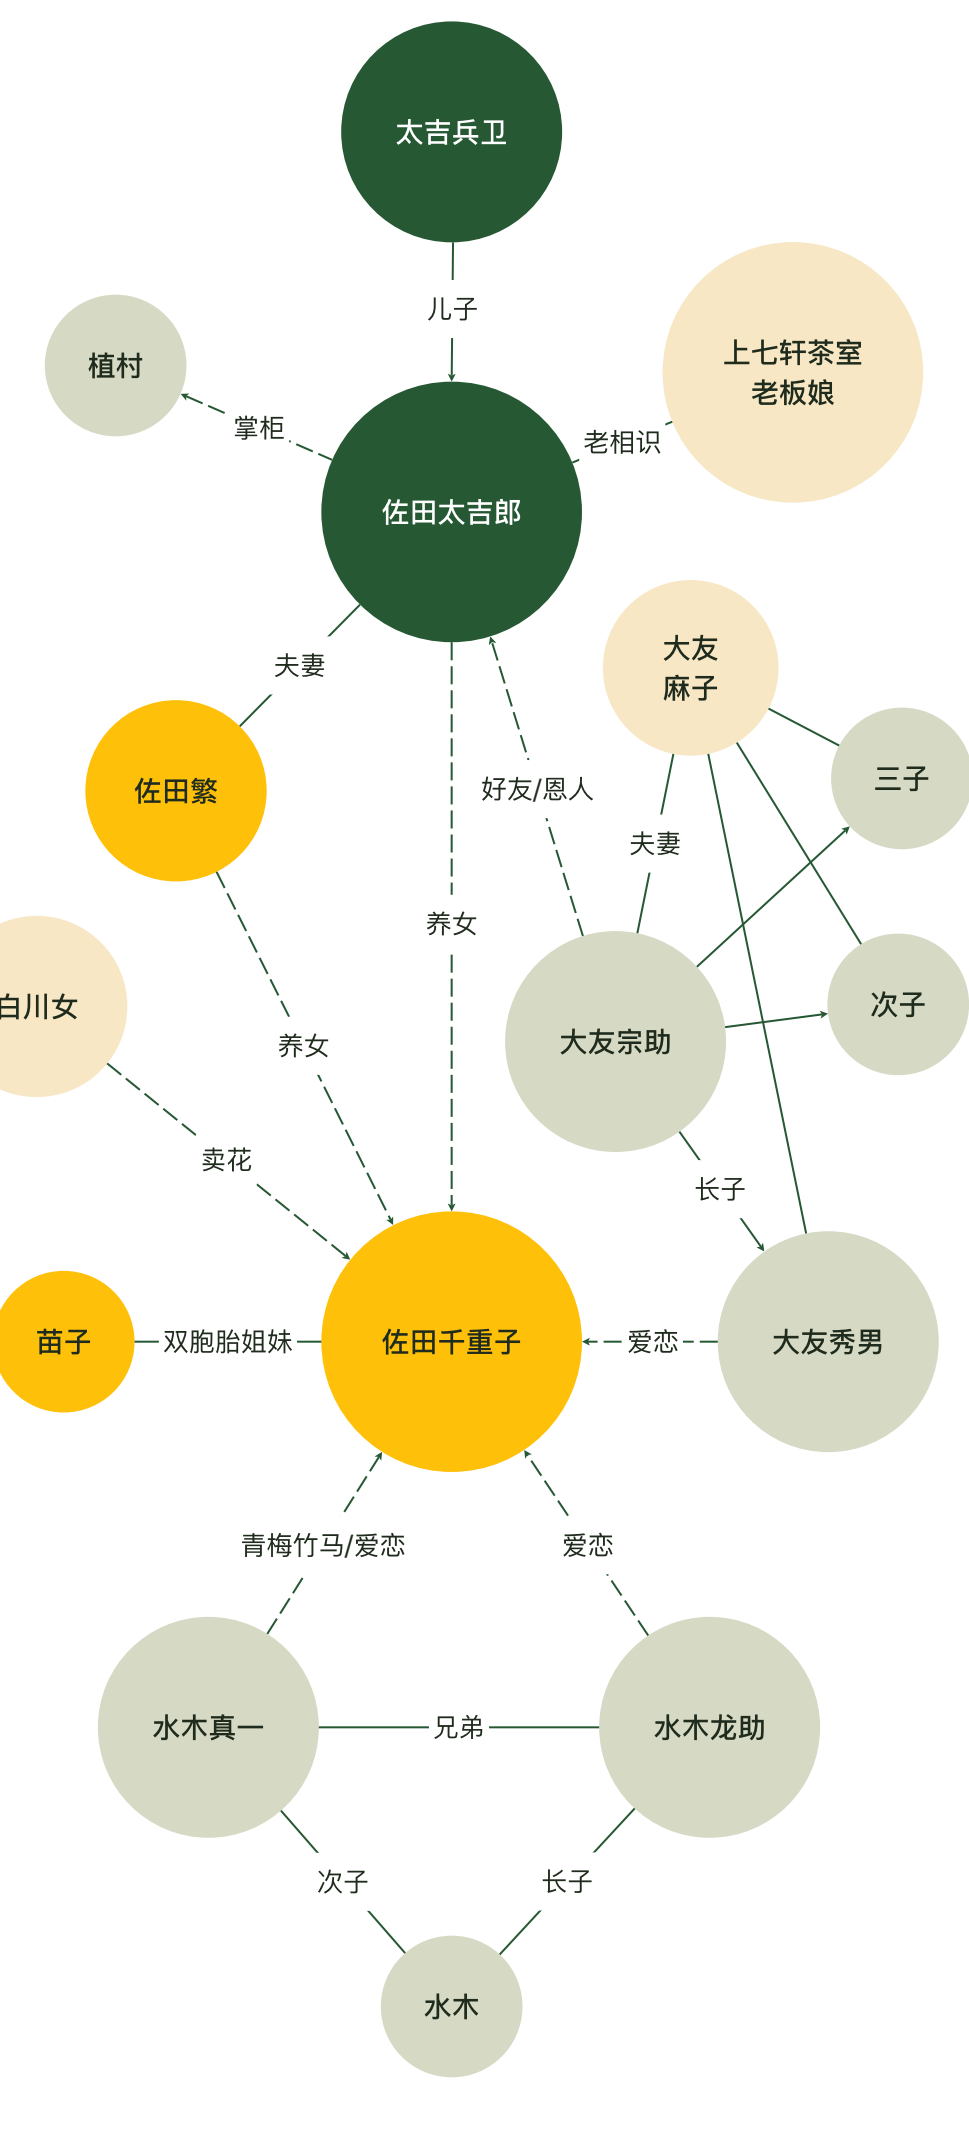 太吉兵卫
儿子
植村
上七轩茶室
老板娘
掌柜
老相识
佐田太吉郎
大友
麻子
夫妻
三子
佐田繁
好友/恩人
夫妻
养女
白川女
次子
养女
大友宗助
卖花
长子
苗子
双胞胎姐妹
佐田千重子
爱恋
大友秀男
青梅竹马/爱恋
爱恋
水木真一
兄弟
水木龙助
次子
长子
水木